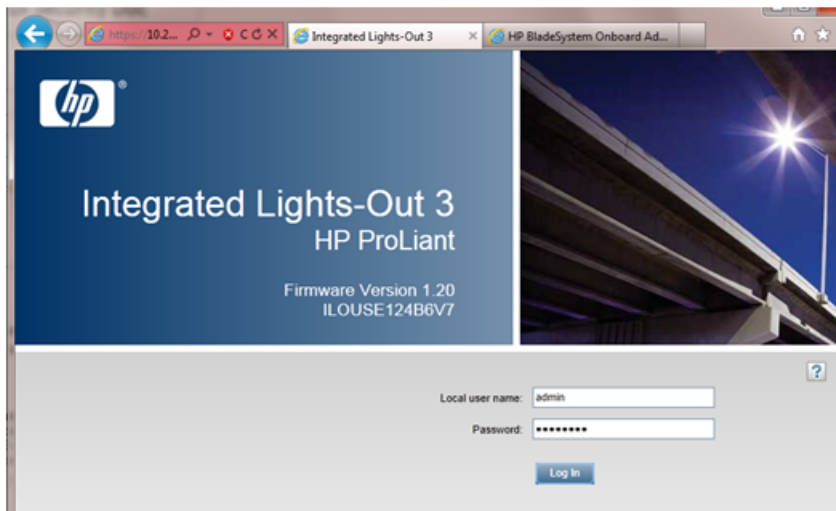 https://10.2... Integrated Lights-Out 3 HP BladeSystem Onboard Ad...
hp
Integrated Lights-Out 3
HP ProLiant
Firmware Version 1.20
ILOUSE124B6V7
?
Local user name: admin
Password: ••••••••
Log In